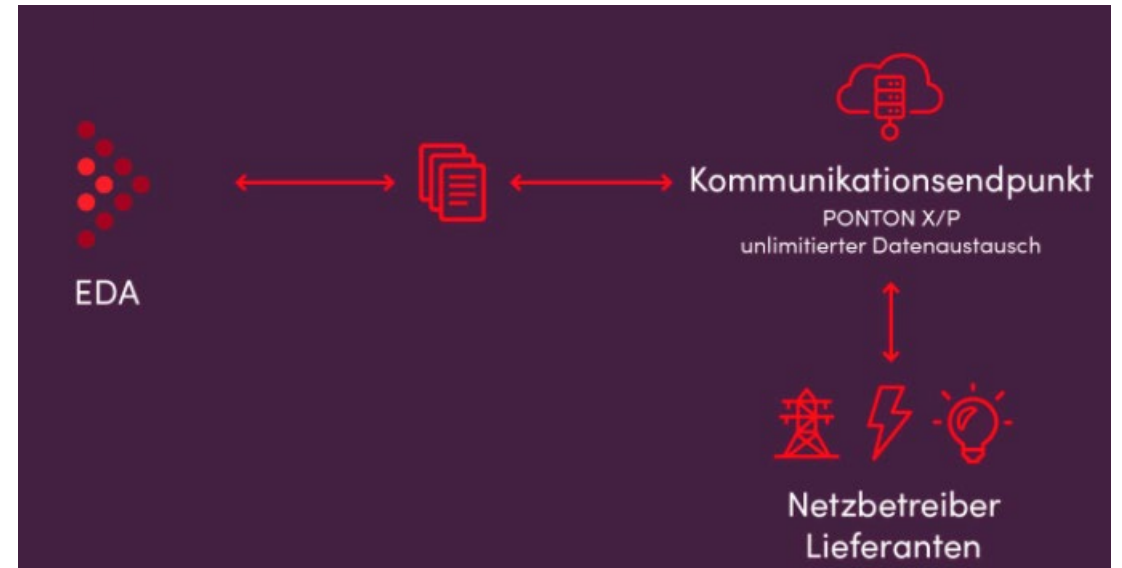 Kommunikationsendpunkt
PONTON X/P
unlimitierter Datenaustausch
EDA
Netzbetreiber
Lieferanten